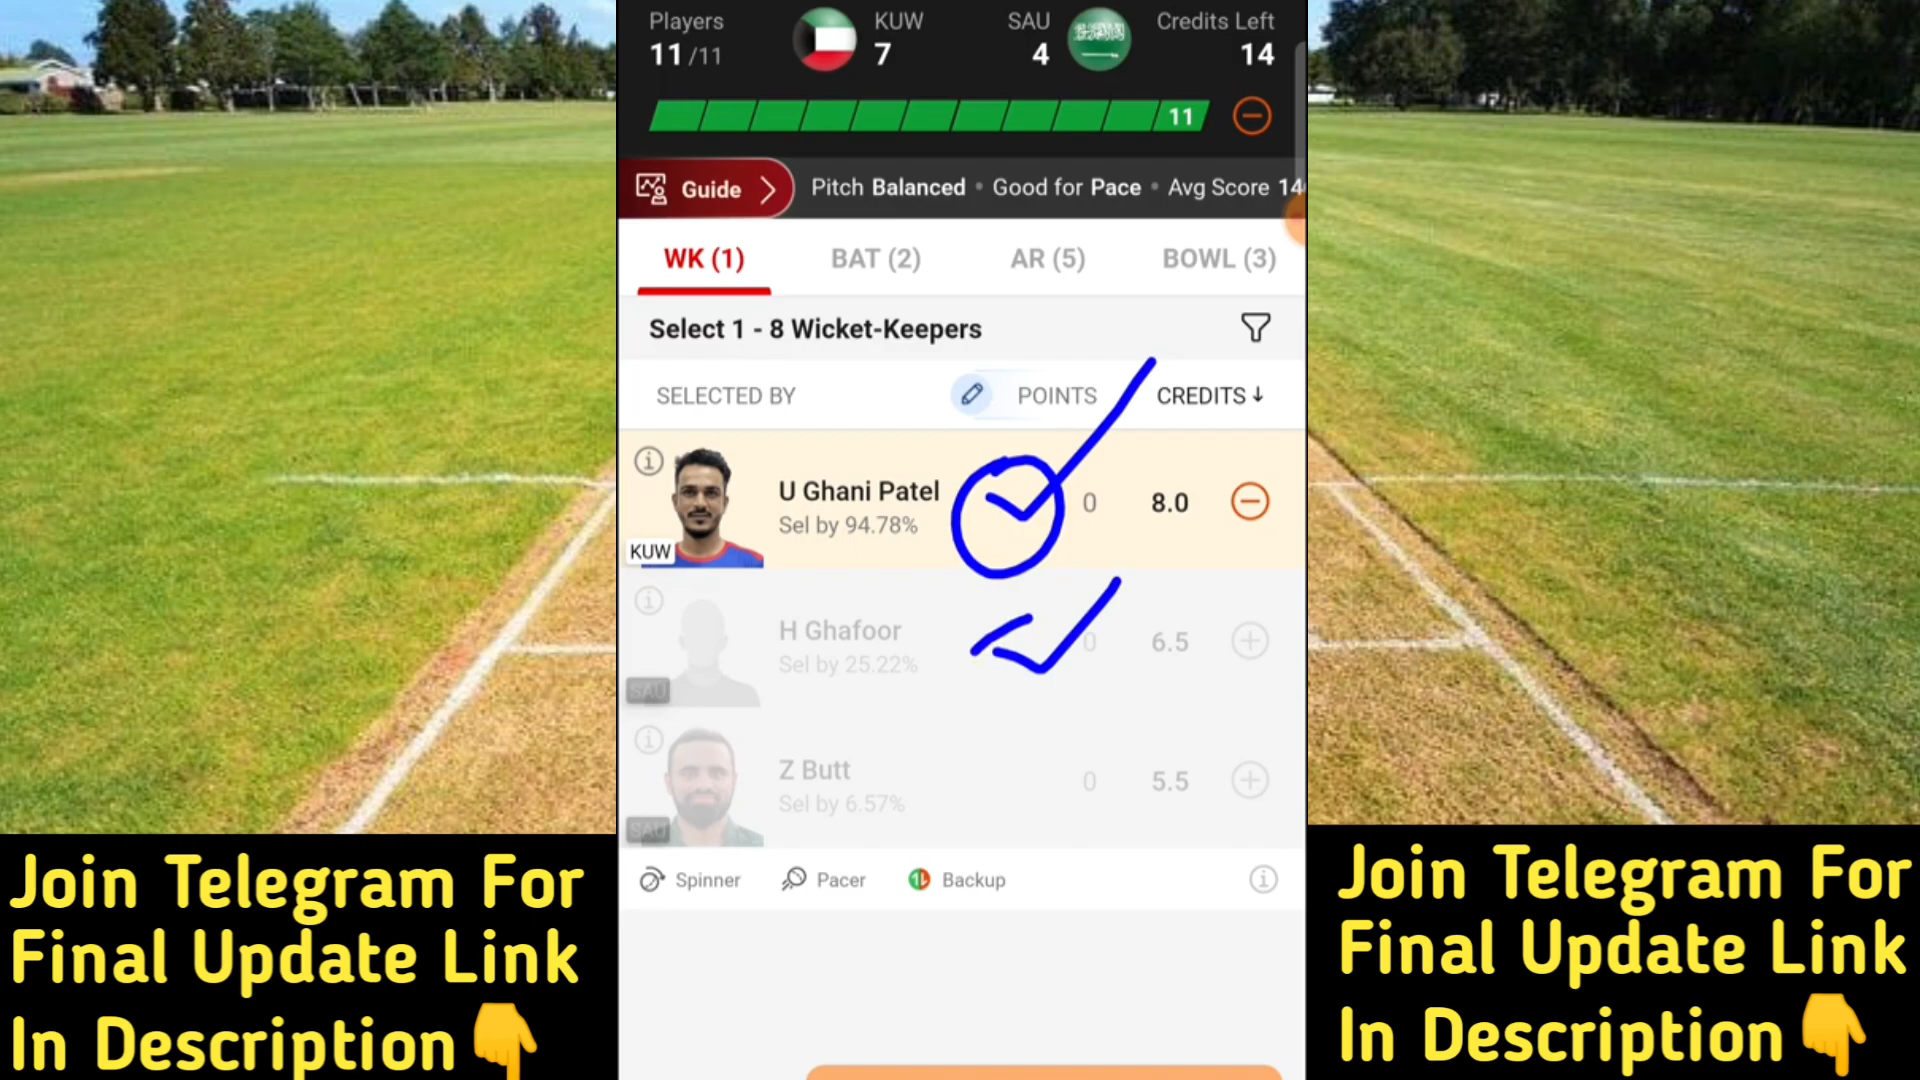 Players KUW SAU Credits Left
11/11 7 4 14
11
Guide Pitch Balanced • Good for Pace • Avg Score 14
WK (1) BAT (2) AR (5) BOWL (3)
Select 1 - 8 Wicket-Keepers
SELECTED BY POINTS CREDITS↓
U Ghani Patel 0 8.0
Sel by 94.78%
KUW
H Ghafoor 0 6.5
Sel by 25.22%
SAU
Z Butt 0 5.5
Sel by 6.57%
SAU
Spinner Pacer Backup
Join Telegram For
Final Update Link
In Description👇
Join Telegram For
Final Update Link
In Description👇